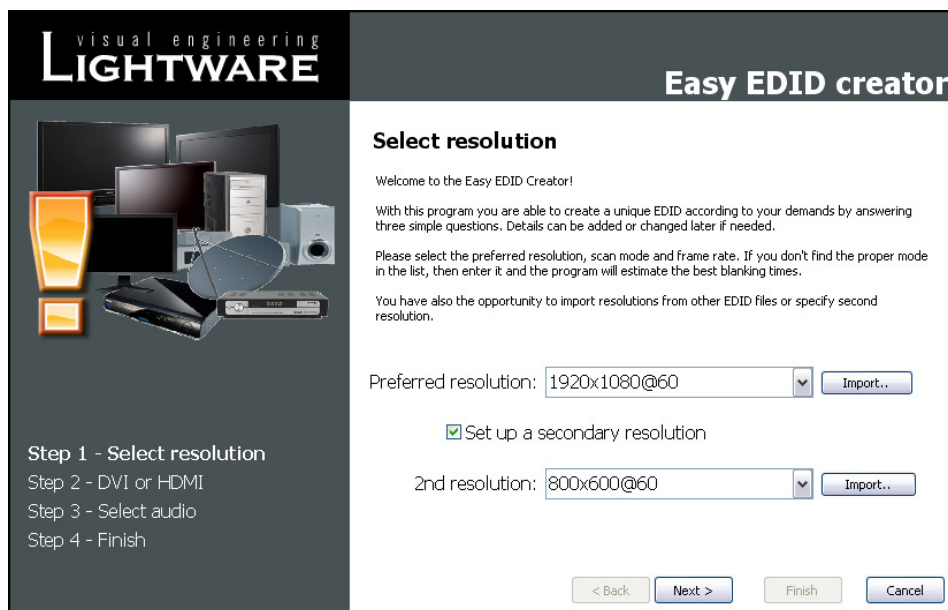 visual engineering
LIGHTWARE
Easy EDID creator
Select resolution
Welcome to the Easy EDID Creator!
With this program you are able to create a unique EDID according to your demands by answering
three simple questions. Details can be added or changed later if needed.
Please select the preferred resolution, scan mode and frame rate. If you don't find the proper mode
in the list, then enter it and the program will estimate the best blanking times.
You have also the opportunity to import resolutions from other EDID files or specify second
resolution.
Preferred resolution: 1920x1080@60 Import..
Set up a secondary resolution
2nd resolution: 800x600@60 Import..
Step 1 - Select resolution
Step 2 - DVI or HDMI
Step 3 - Select audio
Step 4 - Finish
< Back Next > Finish Cancel